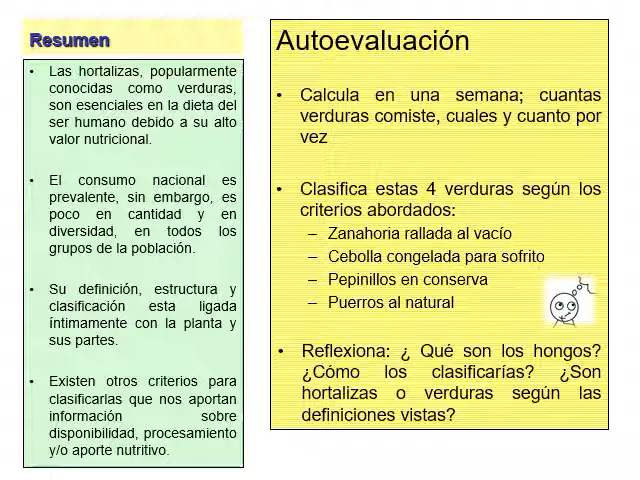 Resumen
• Las hortalizas, popularmente
conocidas como verduras,
son esenciales en la dieta del
ser humano debido a su alto
valor nutricional.
• El consumo nacional es
prevalente, sin embargo, es
poco en cantidad y en
diversidad, en todos los
grupos de la población.
• Su definición, estructura y
clasificación esta ligada
íntimamente con la planta y
sus partes.
• Existen otros criterios para
clasificarlas que nos aportan
información sobre
disponibilidad, procesamiento
y/o aporte nutritivo.
Autoevaluación
• Calcula en una semana; cuantas
verduras comiste, cuales y cuanto por
vez
• Clasifica estas 4 verduras según los
criterios abordados:
– Zanahoria rallada al vacío
– Cebolla congelada para sofrito
– Pepinillos en conserva
– Puerros al natural
• Reflexiona: ¿ Qué son los hongos?
¿Cómo los clasificarías? ¿Son
hortalizas o verduras según las
definiciones vistas?